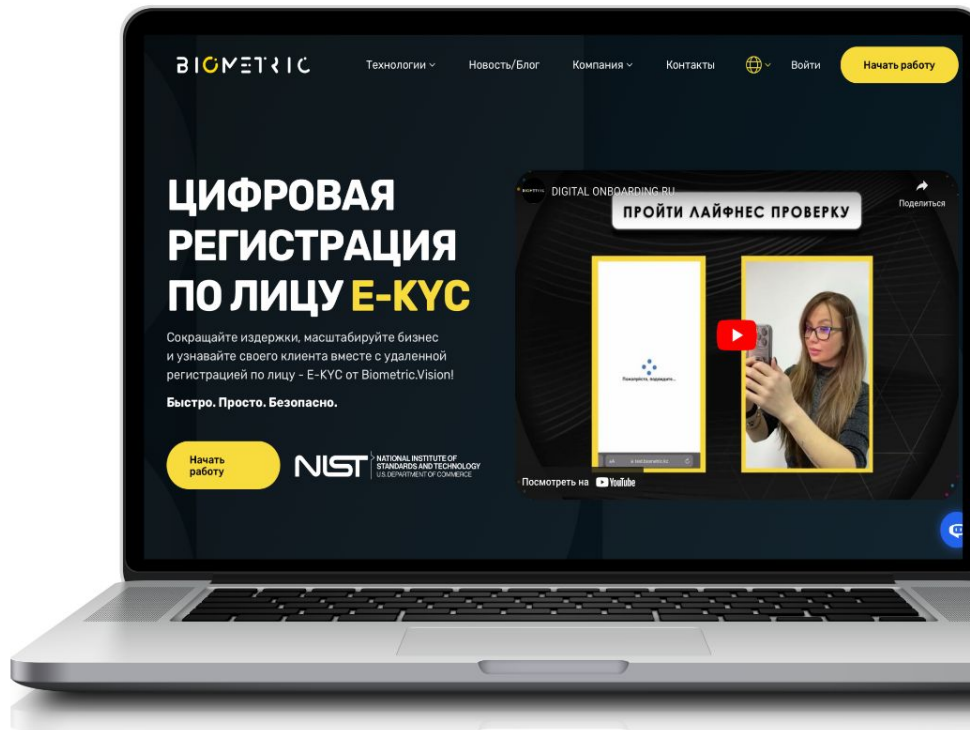 BIOMETRIC
Технологии
Новость/Блог
Компания
Контакты
Войти
Начать работу
ЦИФРОВАЯ
РЕГИСТРАЦИЯ
ПО ЛИЦУ E-KYC
Сокращайте издержки, масштабируйте бизнес
и узнавайте своего клиента вместе с удаленной
регистрацией по лицу - E-KYC от Biometric.Vision!
Быстро. Просто. Безопасно.
Начать
работу
NIST
NATIONAL INSTITUTE OF
STANDARDS AND TECHNOLOGY
U.S. DEPARTMENT OF COMMERCE
DIGITAL ONBOARDING RU
Поделиться
ПРОЙТИ ЛАЙФНЕС ПРОВЕРКУ
Пожалуйста, подождите...
Посмотреть на YouTube